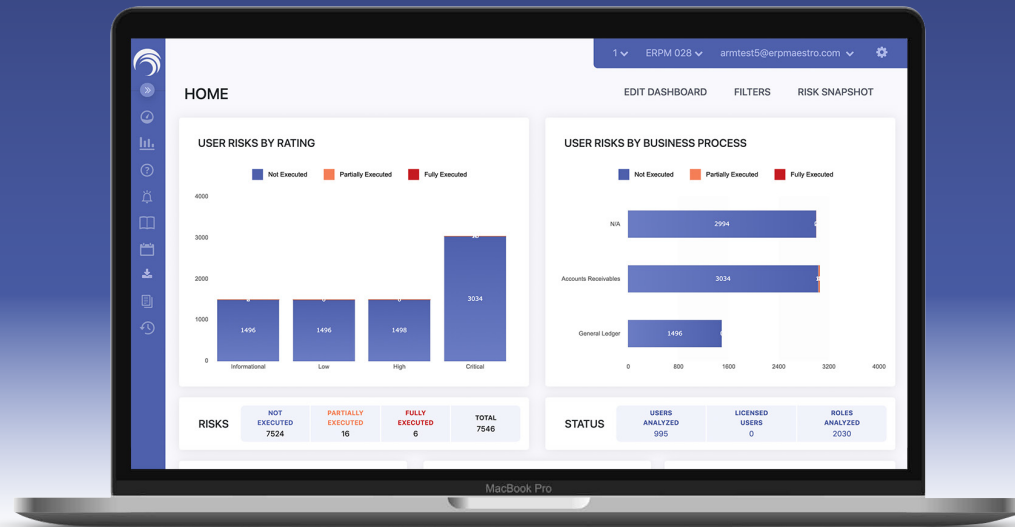 1 ERPM 028 armtest5@erpmaestro.com
HOME
EDIT DASHBOARD FILTERS RISK SNAPSHOT
USER RISKS BY RATING
Not Executed Partially Executed Fully Executed
4000
3000
2000
1000
0
1496
1496
1498
3034
Informational Low High Critical
USER RISKS BY BUSINESS PROCESS
Not Executed Partially Executed Fully Executed
N/A 2994
Accounts Receivables 3034
General Ledger 1496
0 800 1600 2400 3200 4000
RISKS
NOT
EXECUTED
7524
PARTIALLY
EXECUTED
16
FULLY
EXECUTED
6
TOTAL
7546
STATUS
USERS
ANALYZED
995
LICENSED
USERS
0
ROLES
ANALYZED
2030
MacBook Pro